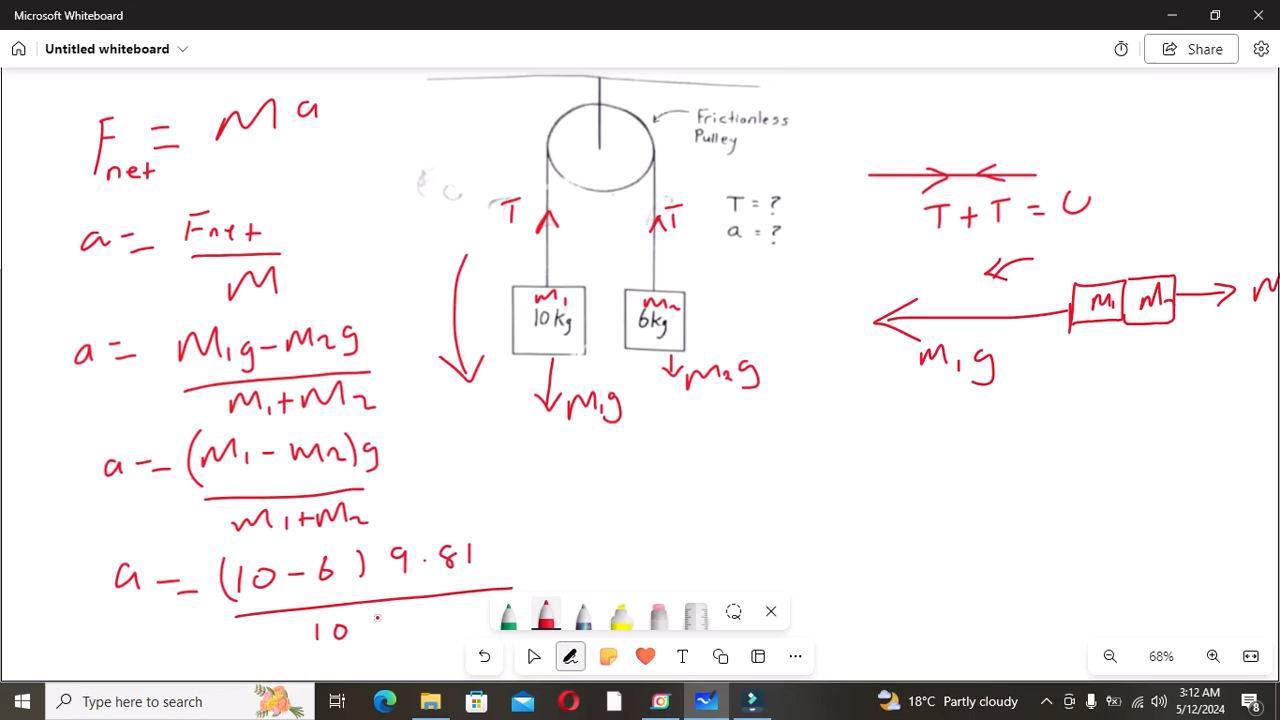 Microsoft Whiteboard
Untitled whiteboard
Share
F net = M a
a = Fnet / M
a = M1g - m2g / m1 + m2
a = (m1 - m2)g / m1 + m2
a = (10 - 6) 9.81 / 10
Frictionless
Pulley
T
T
T = ?
a = ?
m1
10kg
m2
6kg
m1g
m2g
T + T = 0
m1
m2
m1g
68%
Type here to search
18°C Partly cloudy
3:12 AM
5/12/2024
8